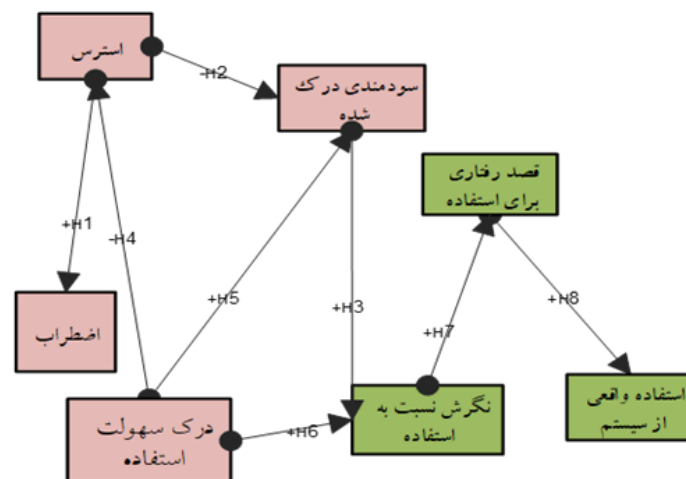 استرس
-H2
سودمندی درک
شده
قصد رفتاری
برای استفاده
+H1
-H4
+H5
+H3
+H7
+H8
اضطراب
درک سهولت
استفاده
+H6
نگرش نسبت به
استفاده
استفاده واقعی
از سیستم